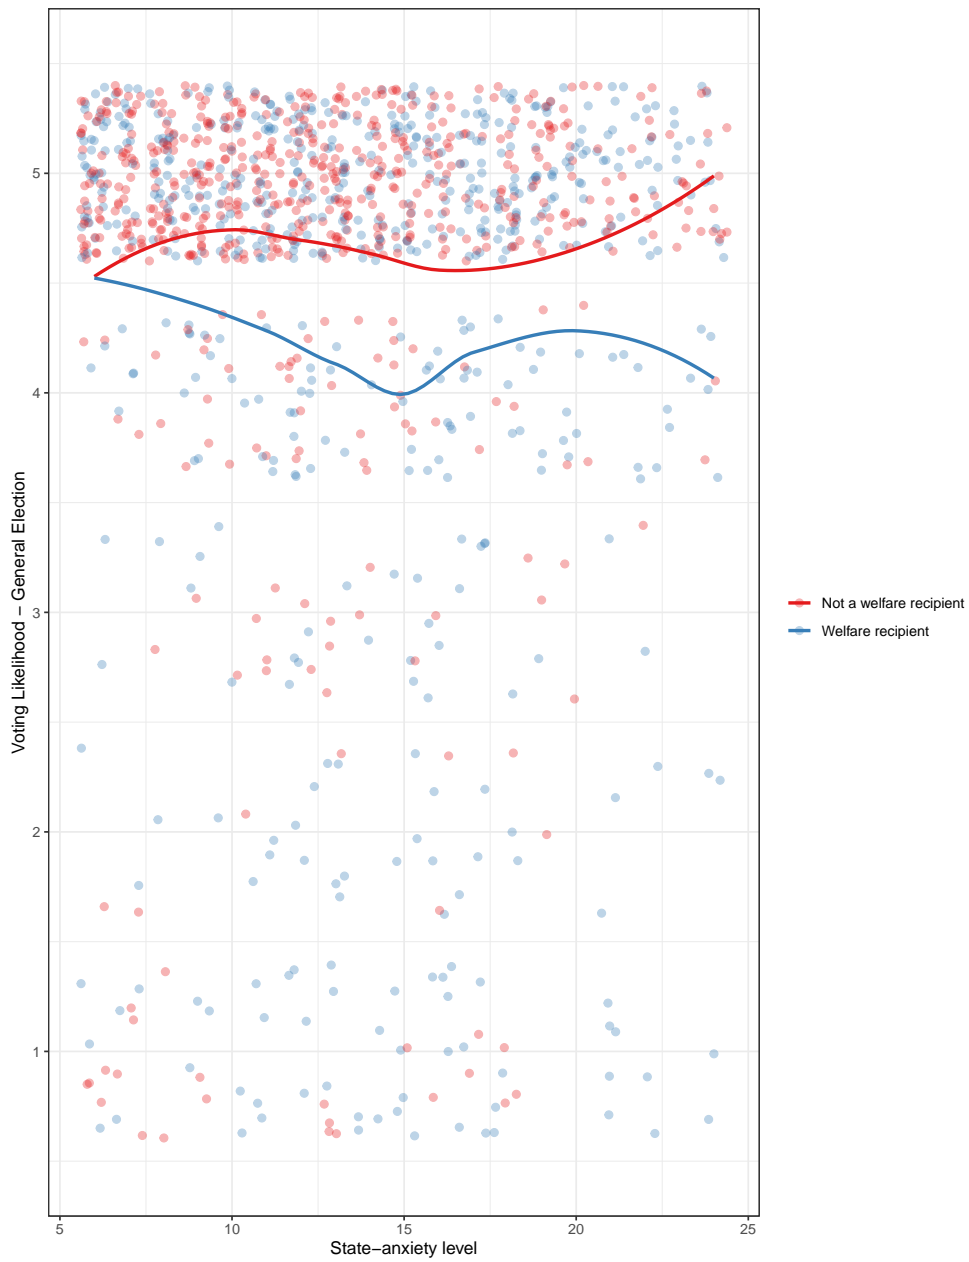 5
4
3
2
1
Voting Likelihood − General Election
5
10
15
20
25
State−anxiety level
Not a welfare recipient
Welfare recipient